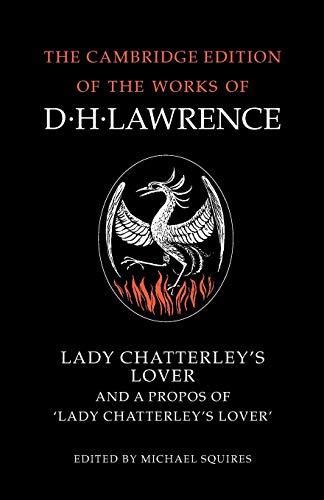 THE CAMBRIDGE EDITION
OF THE WORKS OF
D·H·LAWRENCE
LADY CHATTERLEY'S
LOVER
AND A PROPOS OF
'LADY CHATTERLEY'S LOVER'
EDITED BY MICHAEL SQUIRES